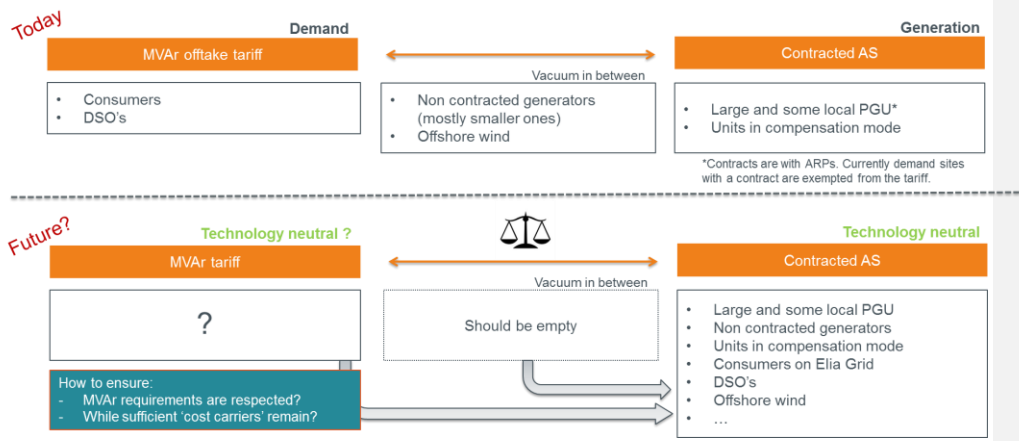 Today
Demand
Generation
MVAr offtake tariff
Contracted AS
Vacuum in between
• Consumers
• DSO's
• Non contracted generators
(mostly smaller ones)
• Offshore wind
• Large and some local PGU*
• Units in compensation mode
*Contracts are with ARPs. Currently demand sites
with a contract are exempted from the tariff.
Future?
Technology neutral ?
Technology neutral
MVAr tariff
Contracted AS
Vacuum in between
?
Should be empty
• Large and some local PGU
• Non contracted generators
• Units in compensation mode
• Consumers on Elia Grid
• DSO's
• Offshore wind
• ...
How to ensure:
- MVAr requirements are respected?
- While sufficient 'cost carriers' remain?